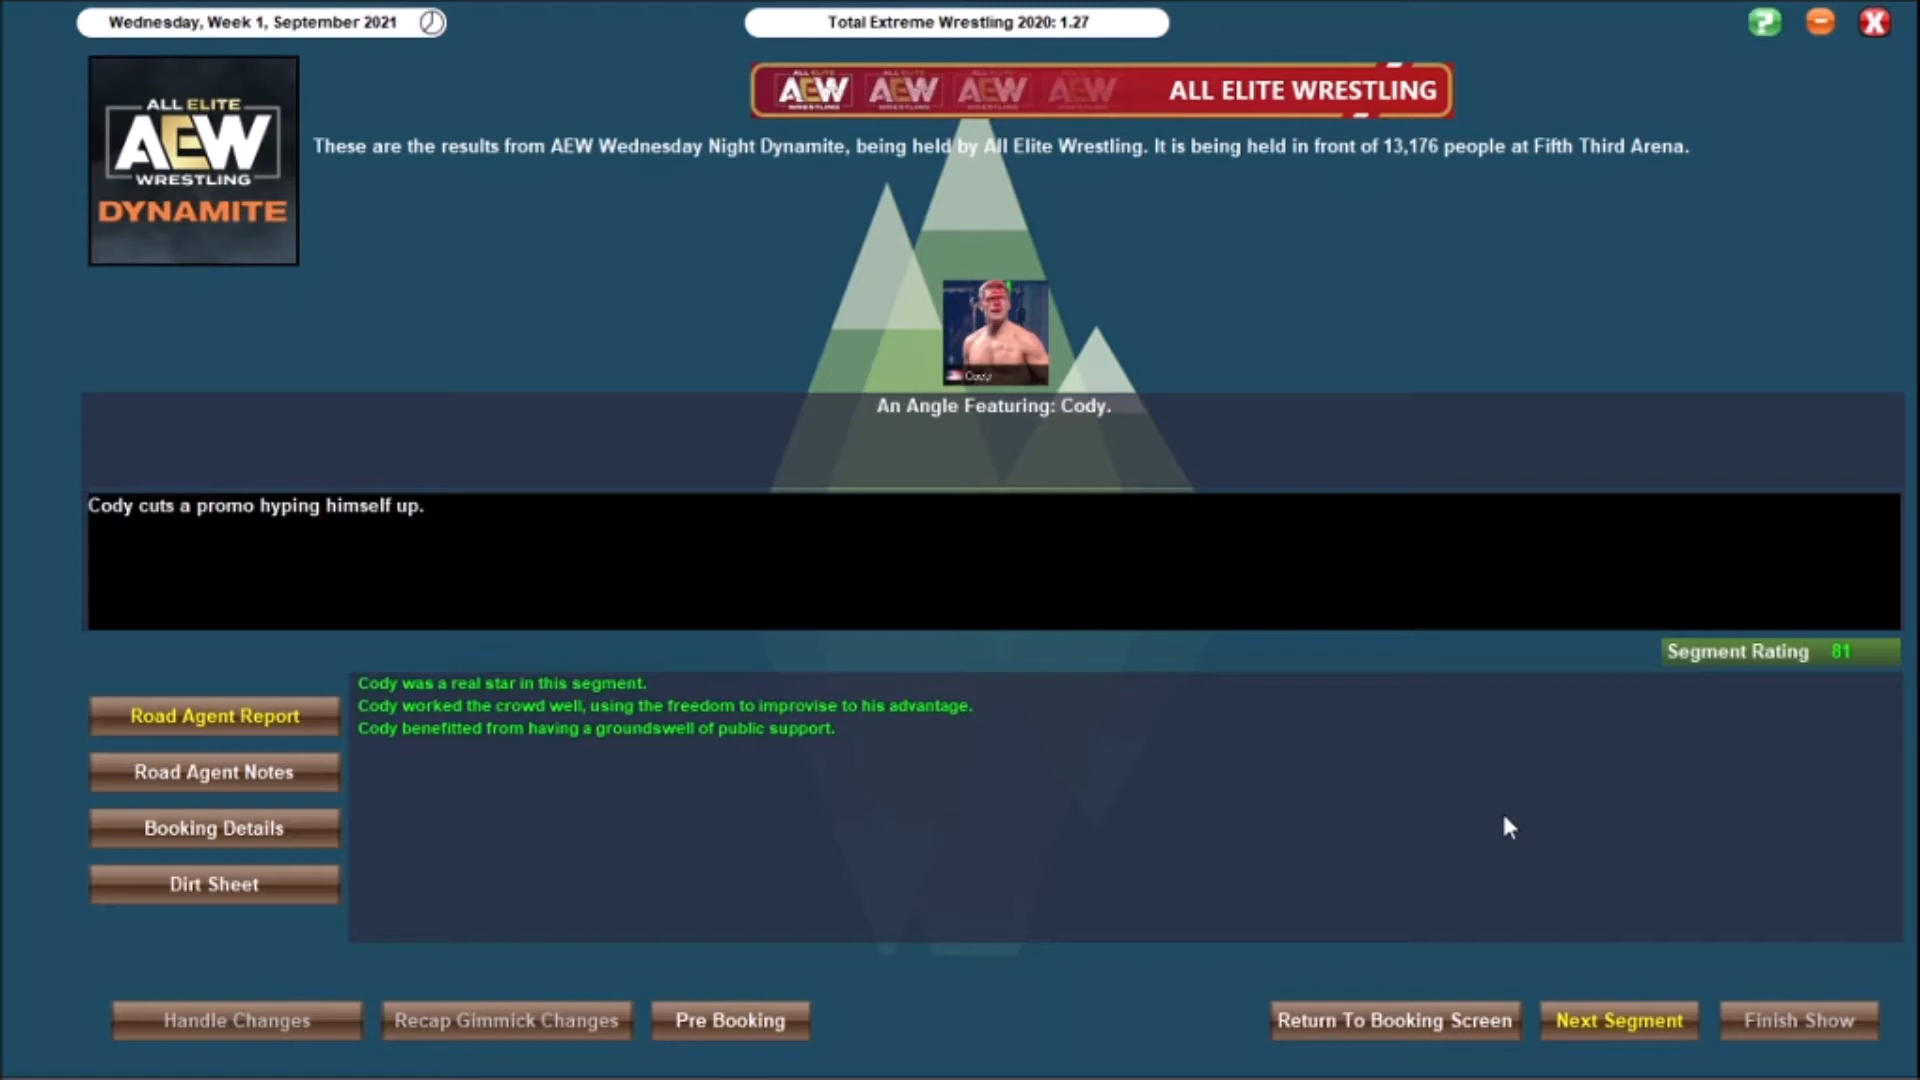 Wednesday, Week 1, September 2021
Total Extreme Wrestling 2020: 1.27
?
ALL ELITE
AEW
WRESTLING
DYNAMITE
ALL ELITE
AEW
WRESTLING
AEW
AEW
AEW
ALL ELITE WRESTLING
These are the results from AEW Wednesday Night Dynamite, being held by All Elite Wrestling. It is being held in front of 13,176 people at Fifth Third Arena.
Cody
An Angle Featuring: Cody.
Cody cuts a promo hyping himself up.
Segment Rating 81
Cody was a real star in this segment.
Cody worked the crowd well, using the freedom to improvise to his advantage.
Cody benefitted from having a groundswell of public support.
Road Agent Report
Road Agent Notes
Booking Details
Dirt Sheet
Handle Changes
Recap Gimmick Changes
Pre Booking
Return To Booking Screen
Next Segment
Finish Show